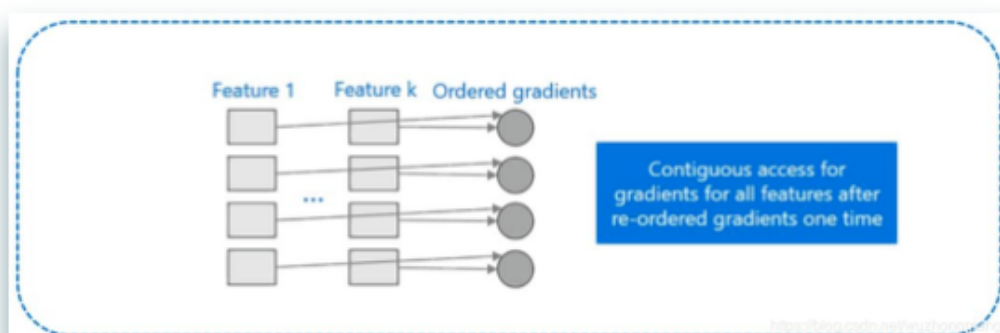 Feature 1 Feature k Ordered gradients
...
Contiguous access for
gradients for all features after
re-ordered gradients one time